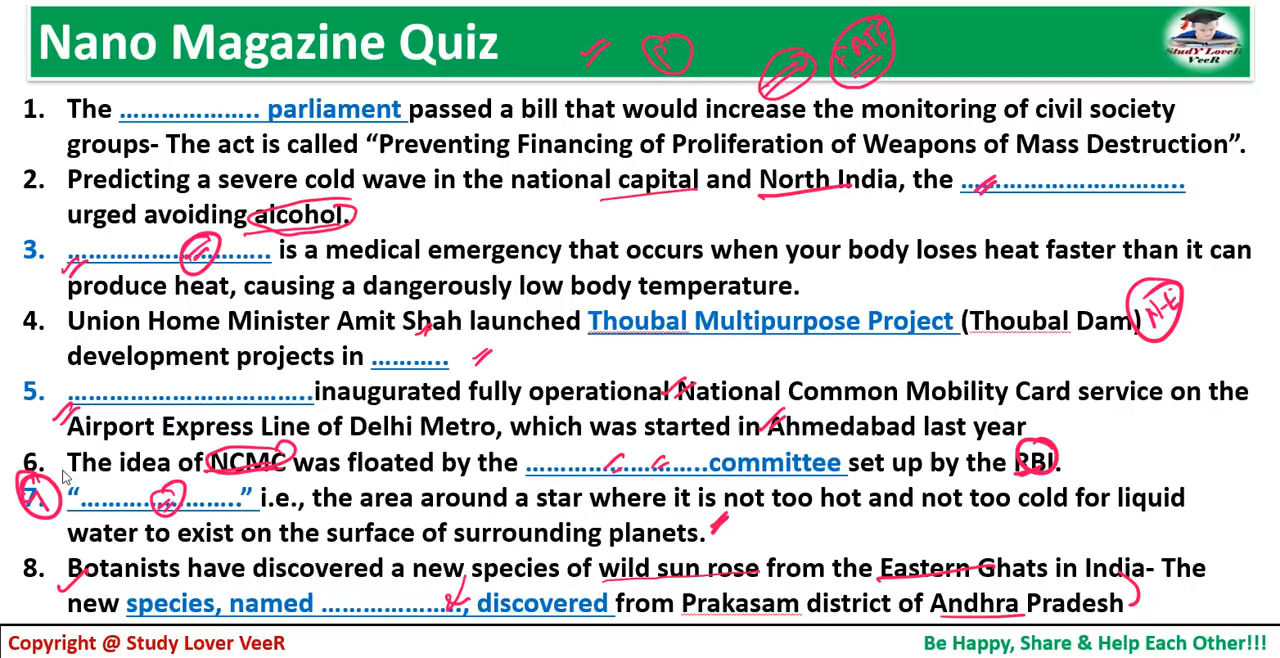 Nano Magazine Quiz
P
FATF
StudY LoveR
VeeR
1. The ……………….. parliament passed a bill that would increase the monitoring of civil society
groups- The act is called “Preventing Financing of Proliferation of Weapons of Mass Destruction”.
2. Predicting a severe cold wave in the national capital and North India, the …………………………..
urged avoiding alcohol.
3. ……………………….. is a medical emergency that occurs when your body loses heat faster than it can
produce heat, causing a dangerously low body temperature.
4. Union Home Minister Amit Shah launched Thoubal Multipurpose Project (Thoubal Dam)
N-E
development projects in ………..
5. ……………………………..inaugurated fully operational National Common Mobility Card service on the
Airport Express Line of Delhi Metro, which was started in Ahmedabad last year
6. The idea of NCMC was floated by the ……………………..committee set up by the RBI.
7. “…………………..” i.e., the area around a star where it is not too hot and not too cold for liquid
water to exist on the surface of surrounding planets.
8. Botanists have discovered a new species of wild sun rose from the Eastern Ghats in India- The
new species, named …………………, discovered from Prakasam district of Andhra Pradesh
Copyright @ Study Lover VeeR
Be Happy, Share & Help Each Other!!!